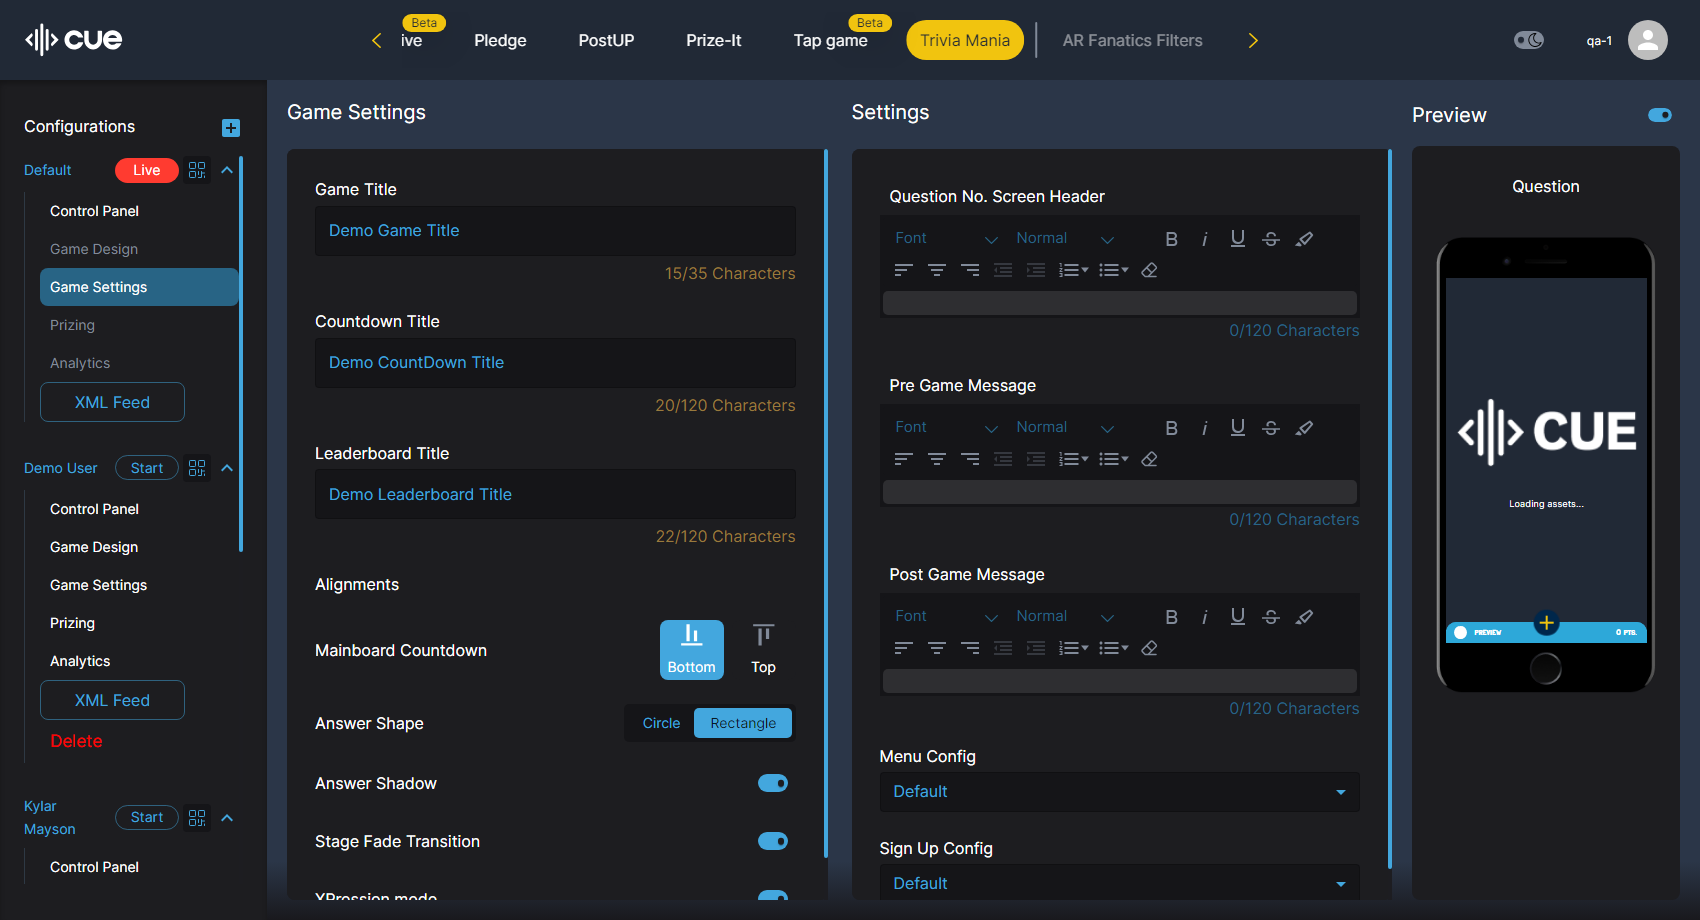 CUE
Beta
ive
Pledge
PostUP
Prize-It
Beta
Tap game
Trivia Mania
AR Fanatics Filters
qa-1
Configurations
Default
Live
Control Panel
Game Design
Game Settings
Prizing
Analytics
XML Feed
Demo User
Start
Control Panel
Game Design
Game Settings
Prizing
Analytics
XML Feed
Delete
Kylar
Mayson
Start
Control Panel
Game Settings
Game Title
Demo Game Title
15/35 Characters
Countdown Title
Demo CountDown Title
20/120 Characters
Leaderboard Title
Demo Leaderboard Title
22/120 Characters
Alignments
Mainboard Countdown
Bottom
Top
Answer Shape
Circle
Rectangle
Answer Shadow
Stage Fade Transition
XPression mode
Settings
Question No. Screen Header
Font
Normal
B i U S
0/120 Characters
Pre Game Message
Font
Normal
B i U S
0/120 Characters
Post Game Message
Font
Normal
B i U S
0/120 Characters
Menu Config
Default
Sign Up Config
Default
Preview
Question
CUE
Loading assets...
PREVIEW
0 PTS.